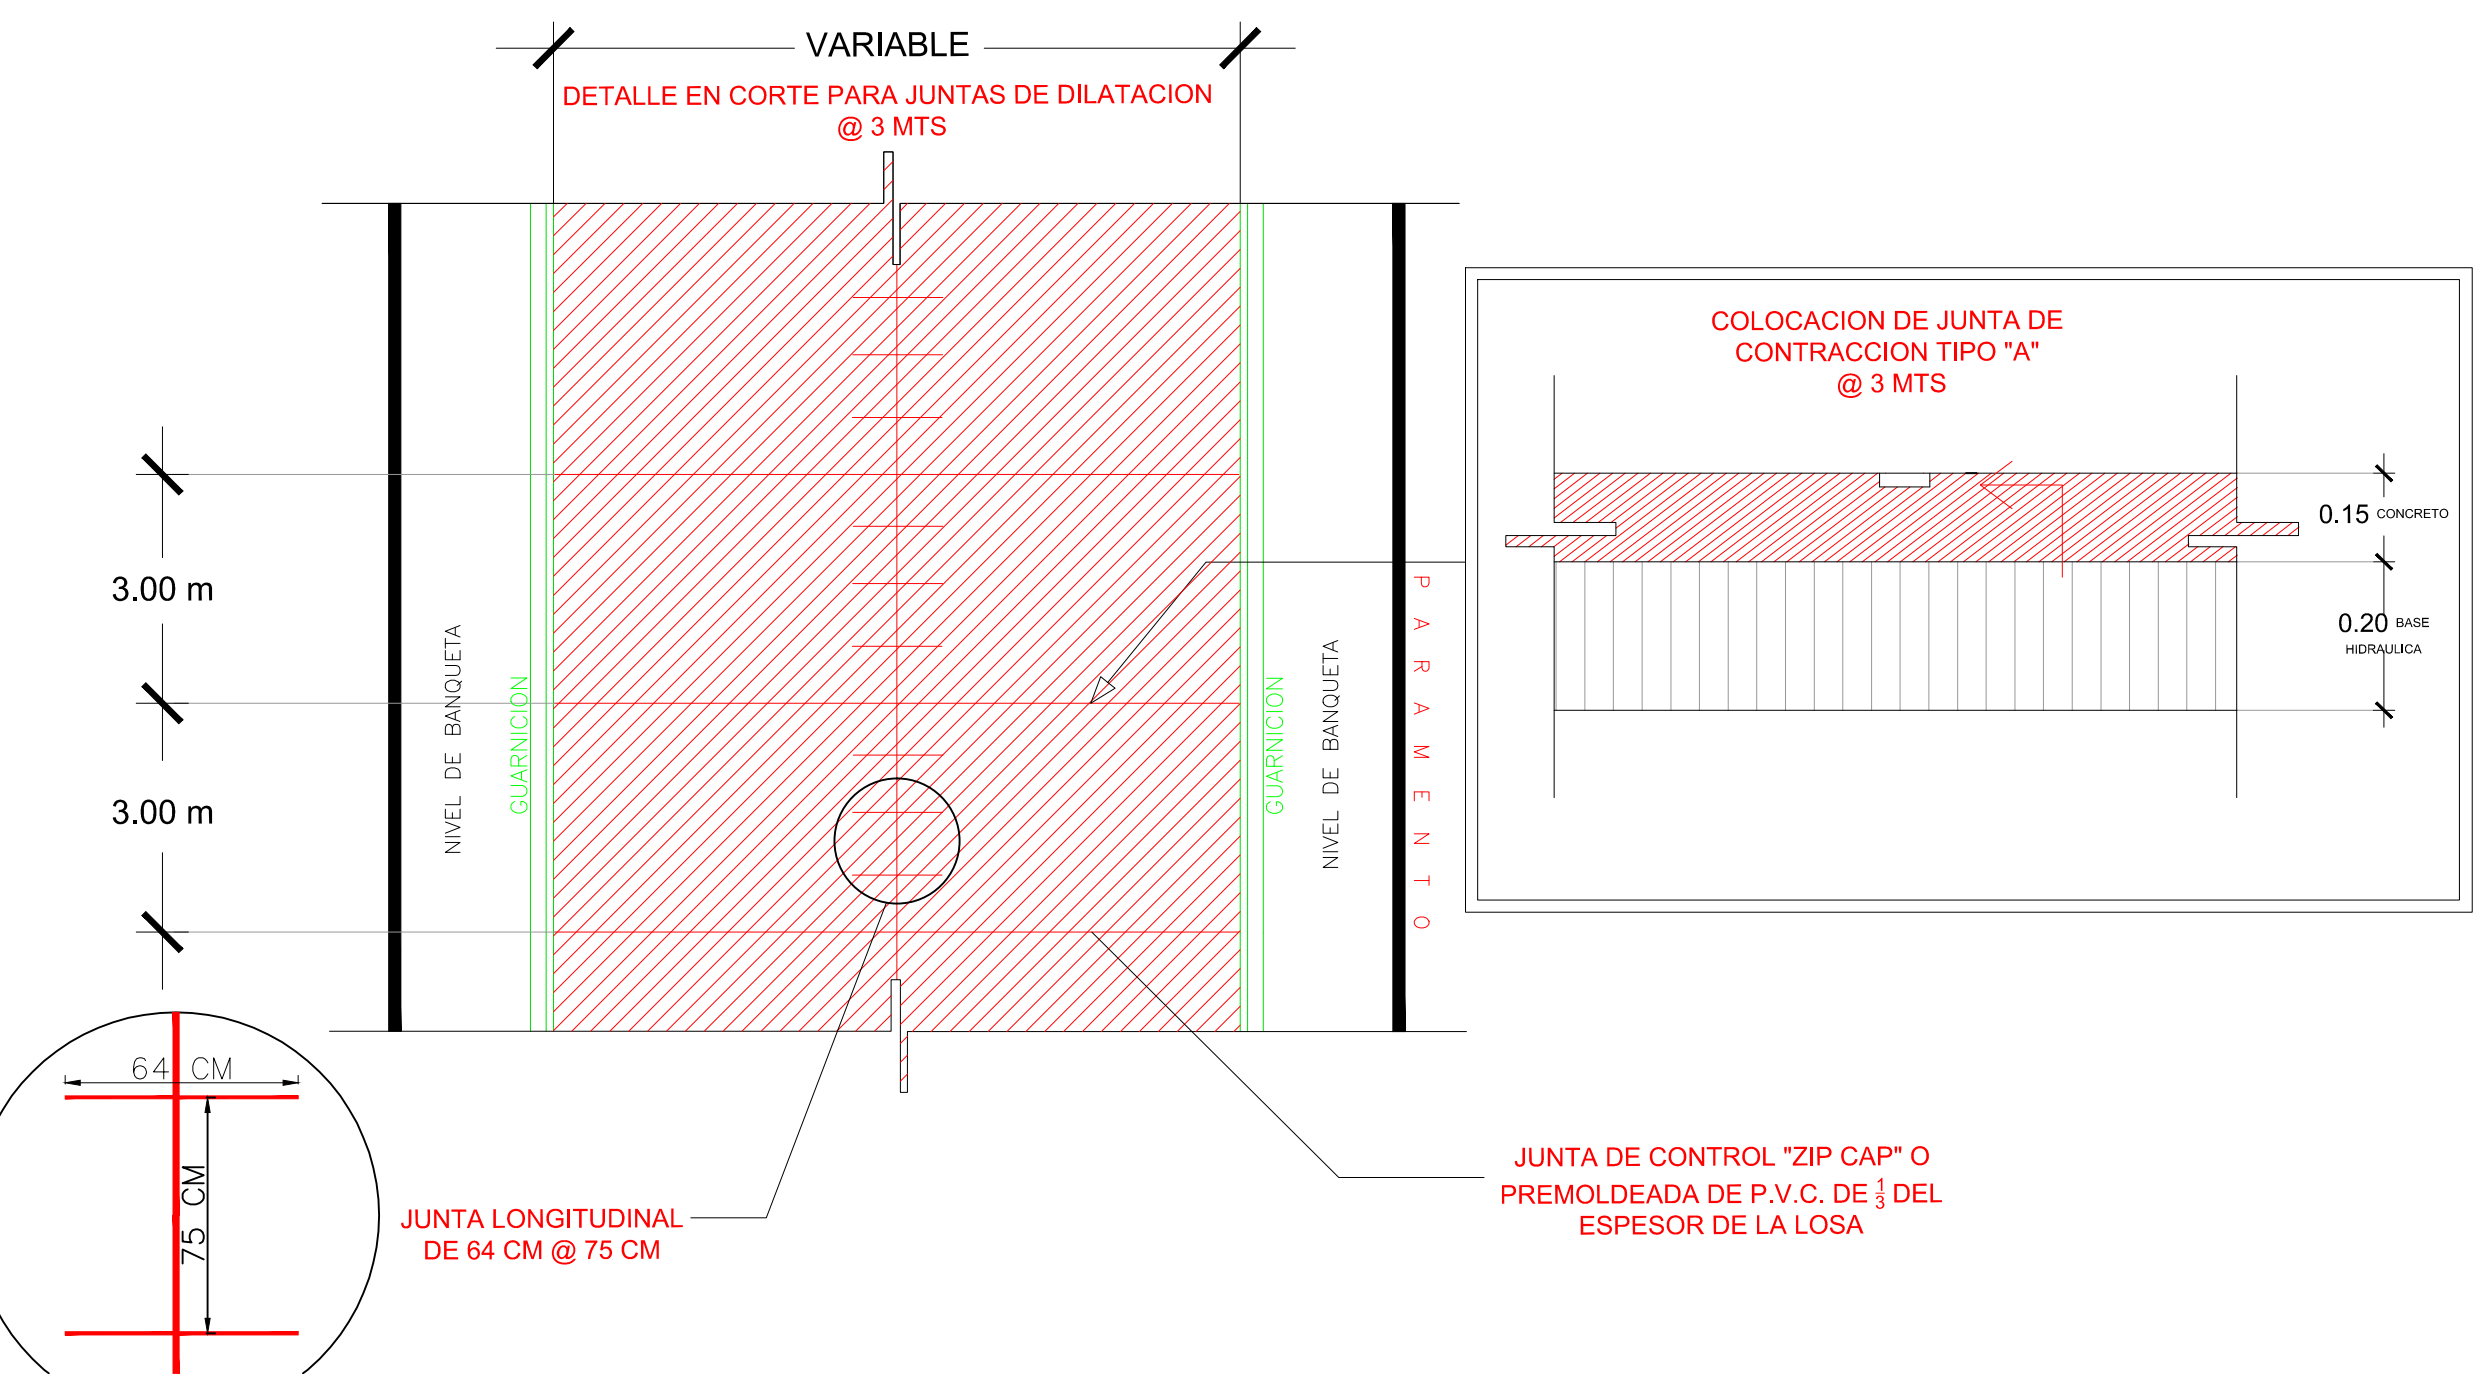 VARIABLE
DETALLE EN CORTE PARA JUNTAS DE DILATACION
@ 3 MTS
COLOCACION DE JUNTA DE
CONTRACCION TIPO "A"
@ 3 MTS
0.15 CONCRETO
0.20 BASE
HIDRAULICA
3.00 m
3.00 m
NIVEL DE BANQUETA
GUARNICION
GUARNICION
NIVEL DE BANQUETA
PARAMENTO
64 CM
75 CM
JUNTA LONGITUDINAL
DE 64 CM @ 75 CM
JUNTA DE CONTROL "ZIP CAP" O
PREMOLDEADA DE P.V.C. DE 1/3 DEL
ESPESOR DE LA LOSA